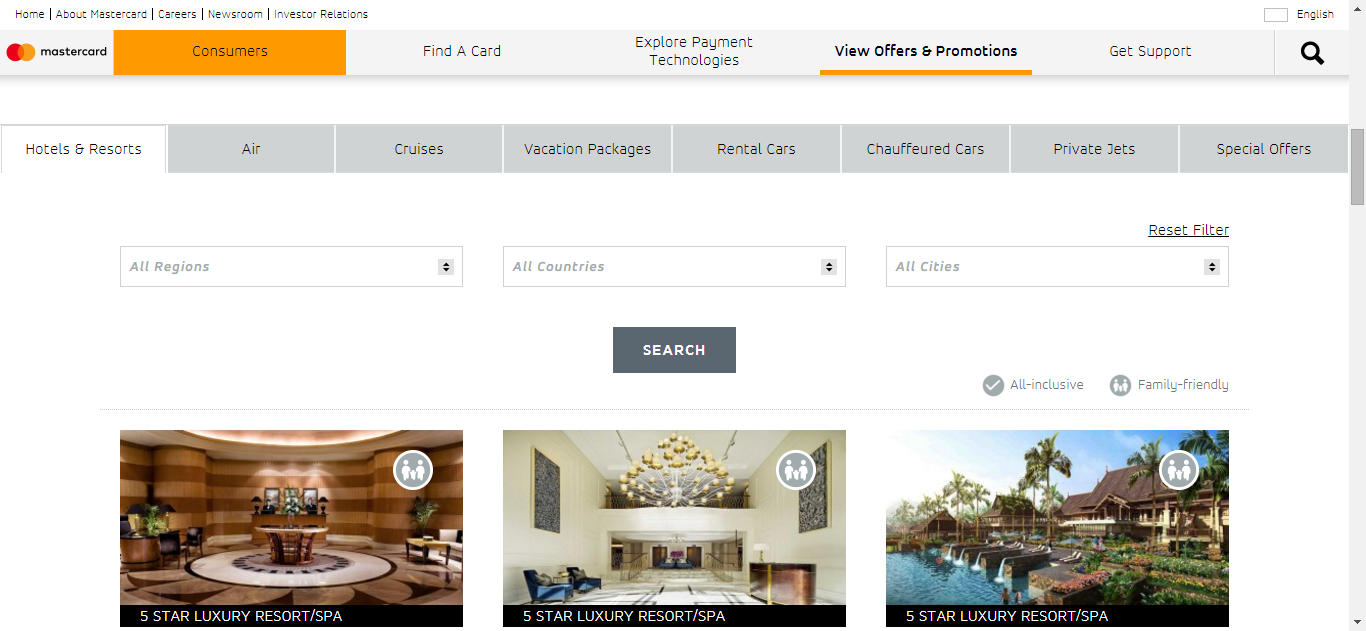 Home | About Mastercard | Careers | Newsroom | Investor Relations
English
mastercard
Consumers
Find A Card
Explore Payment
Technologies
View Offers & Promotions
Get Support
Hotels & Resorts
Air
Cruises
Vacation Packages
Rental Cars
Chauffeured Cars
Private Jets
Special Offers
Reset Filter
All Regions
All Countries
All Cities
SEARCH
All-inclusive
Family-friendly
5 STAR LUXURY RESORT/SPA
5 STAR LUXURY RESORT/SPA
5 STAR LUXURY RESORT/SPA